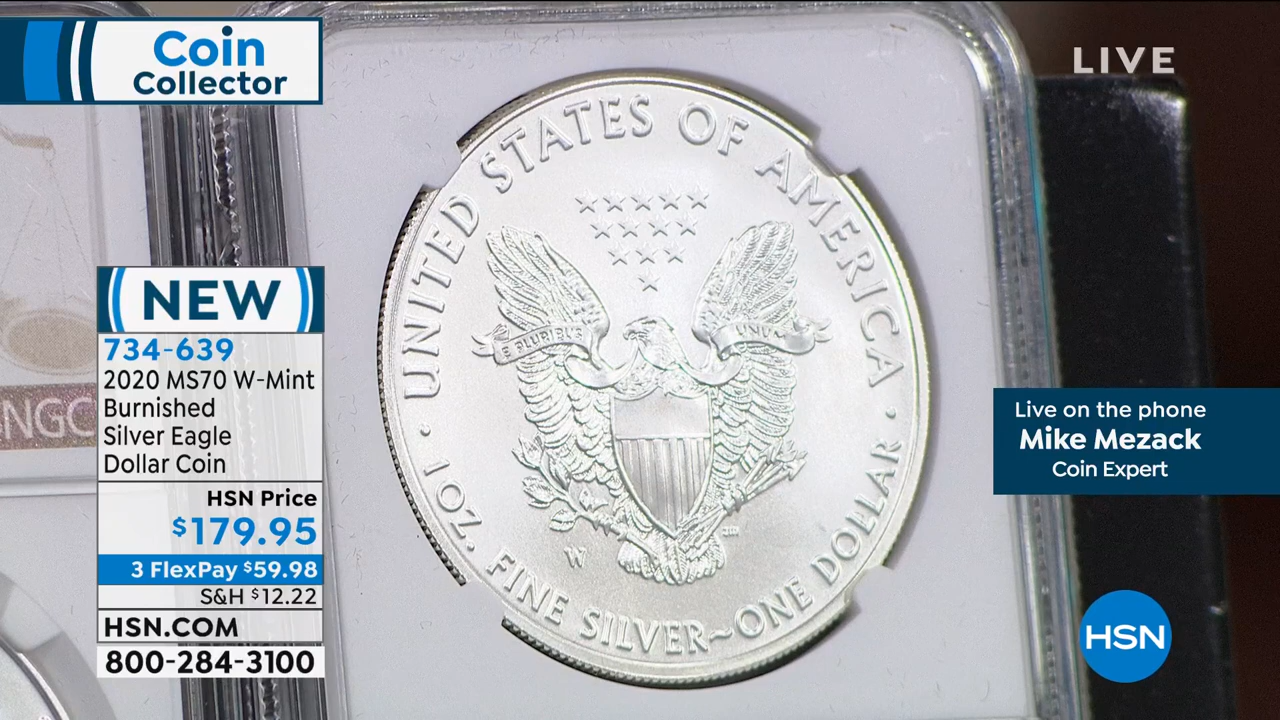 Coin
Collector
LIVE
UNITED STATES OF AMERICA
E PLURIBUS
UNU
W
· 1 OZ. FINE SILVER~ONE DOLLAR ·
NGC
NEW
734-639
2020 MS70 W-Mint
Burnished
Silver Eagle
Dollar Coin
HSN Price
$179.95
3 FlexPay $59.98
S&H $12.22
HSN.COM
800-284-3100
Live on the phone
Mike Mezack
Coin Expert
HSN